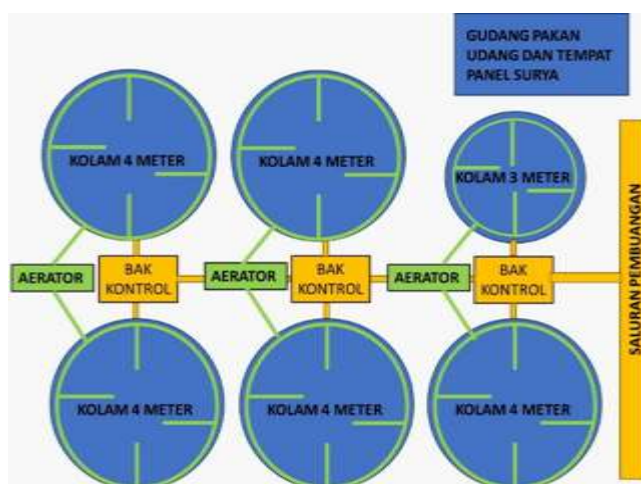 GUDANG PAKAN
UDANG DAN TEMPAT
PANEL SURYA
KOLAM 4 METER
KOLAM 4 METER
KOLAM 3 METER
AERATOR
BAK
KONTROL
AERATOR
BAK
KONTROL
AERATOR
BAK
KONTROL
SALURAN PEMBUANGAN
KOLAM 4 METER
KOLAM 4 METER
KOLAM 4 METER